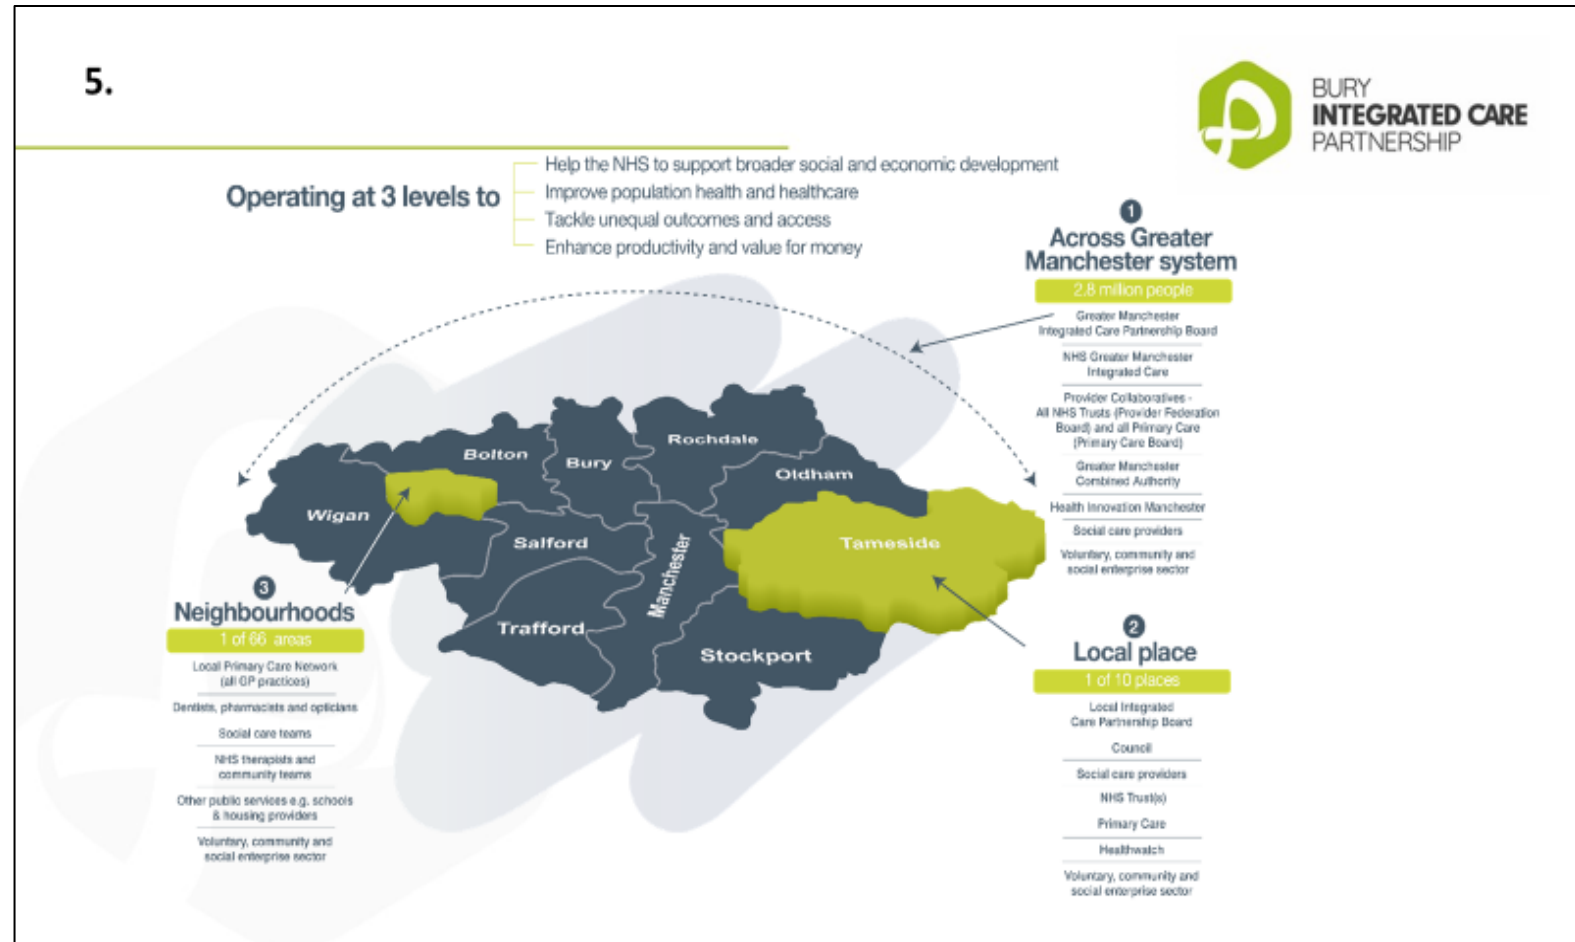 5.
BURY
INTEGRATED CARE
PARTNERSHIP
Operating at 3 levels to
Help the NHS to support broader social and economic development
Improve population health and healthcare
Tackle unequal outcomes and access
Enhance productivity and value for money
1
Across Greater
Manchester system
2.8 million people
Greater Manchester
Integrated Care Partnership Board
NHS Greater Manchester
Integrated Care
Provider Collaboratives -
All NHS Trusts (Provider Federation
Board) and all Primary Care
(Primary Care Board)
Greater Manchester
Combined Authority
Health Innovation Manchester
Social care providers
Voluntary, community and
social enterprise sector
Bolton
Bury
Rochdale
Oldham
Wigan
Salford
Manchester
Tameside
Trafford
Stockport
3
Neighbourhoods
1 of 66 areas
Local Primary Care Network
(all GP practices)
Dentists, pharmacists and opticians
Social care teams
NHS therapists and
community teams
Other public services e.g. schools
& housing providers
Voluntary, community and
social enterprise sector
2
Local place
1 of 10 places
Local Integrated
Care Partnership Board
Council
Social care providers
NHS Trust(s)
Primary Care
Healthwatch
Voluntary, community and
social enterprise sector